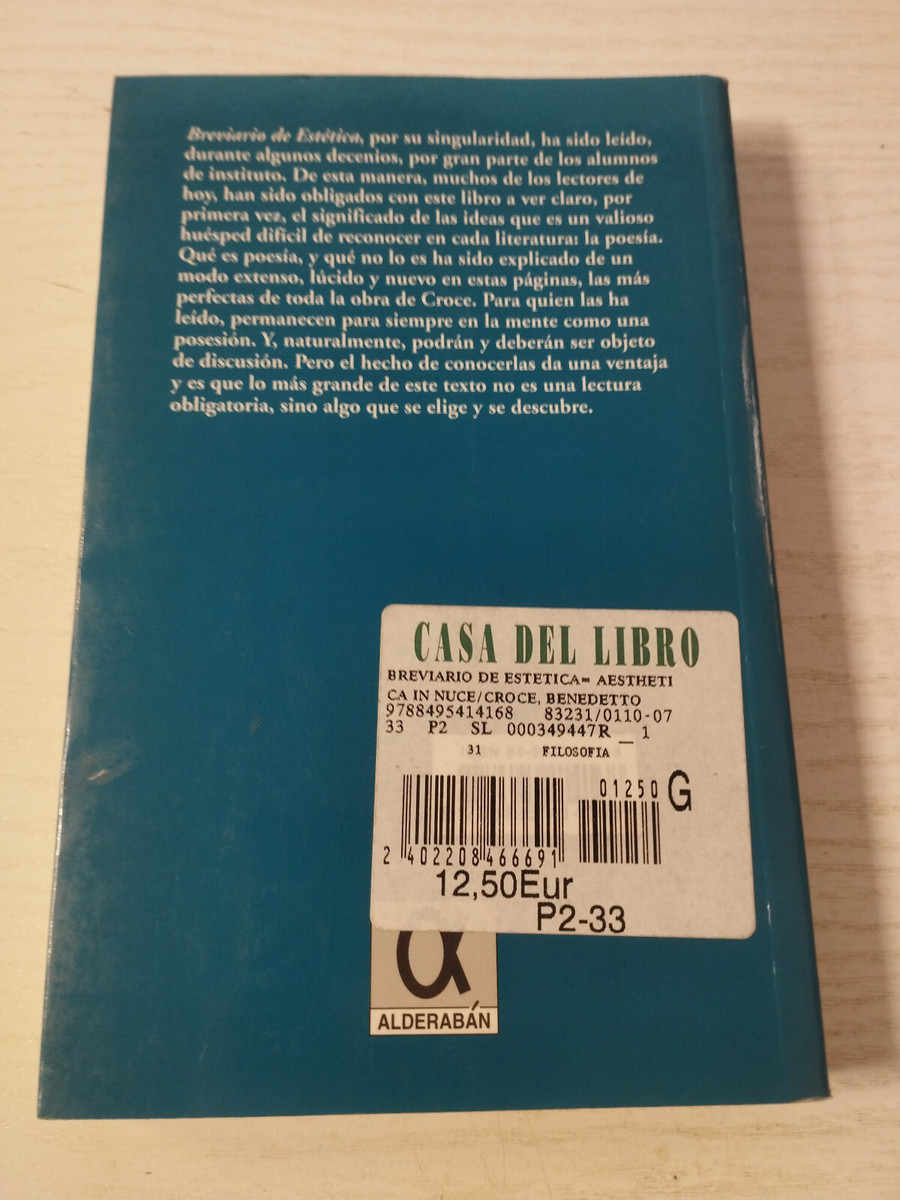 Breviario de Estética, por su singularidad, ha sido leído,
durante algunos decenios, por gran parte de los alumnos
de instituto. De esta manera, muchos de los lectores de
hoy, han sido obligados con este libro a ver claro, por
primera vez, el significado de las ideas que es un valioso
huésped difícil de reconocer en cada literatura: la poesía.
Qué es poesía, y qué no lo es ha sido explicado de un
modo extenso, lúcido y nuevo en estas páginas, las más
perfectas de toda la obra de Croce. Para quien las ha
leído, permanecen para siempre en la mente como una
posesión. Y, naturalmente, podrán y deberán ser objeto
de discusión. Pero el hecho de conocerlas da una ventaja
y es que lo más grande de este texto no es una lectura
obligatoria, sino algo que se elige y se descubre.
CASA DEL LIBRO
BREVIARIO DE ESTETICA= AESTHETI
CA IN NUCE/CROCE, BENEDETTO
9788495414168 83231/0110-07
33 P2 SL 000349447R _ 1
31 FILOSOFIA
01250 G
2 402208 466691
12,50Eur
P2-33
α
ALDERABÁN